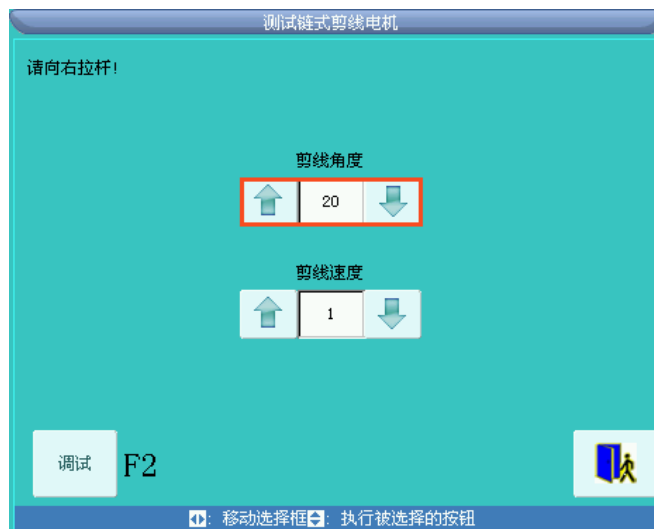 测试链式剪线电机
请向右拉杆!
剪线角度
20
剪线速度
1
调试 F2
: 移动选择框 : 执行被选择的按钮